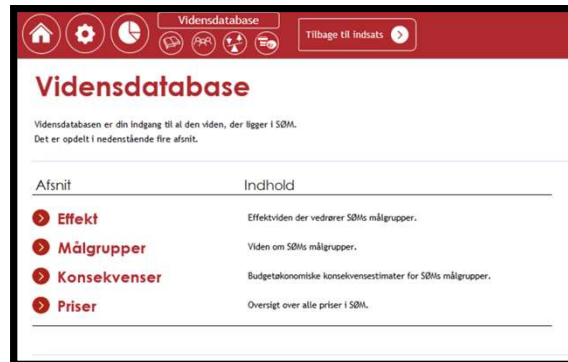 Vidensdatabase
Tilbage til indsats
Vidensdatabase
Vidensdatabasen er din indgang til al den viden, der ligger i SØM.
Det er opdelt i nedenstående fire afsnit.
Afsnit Indhold
Effekt Effektviden der vedrører SØMs målgrupper.
Målgrupper Viden om SØMs målgrupper.
Konsekvenser Budgetøkonomiske konsekvensestimater for SØMs målgrupper.
Priser Oversigt over alle priser i SØM.